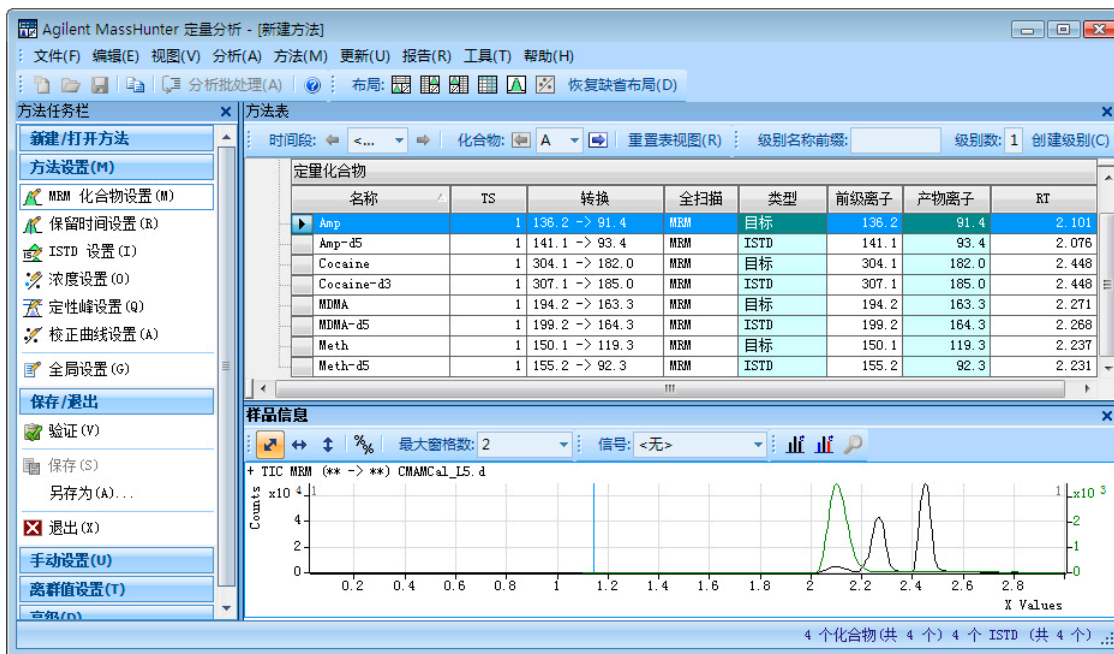 Agilent MassHunter 定量分析 - [新建方法]
文件(F) 编辑(E) 视图(V) 分析(A) 方法(M) 更新(U) 报告(R) 工具(T) 帮助(H)
分析批处理(A) 布局: 恢复缺省布局(D)
方法任务栏
新建/打开方法
方法设置(M)
MRM 化合物设置(M)
保留时间设置(R)
ISTD 设置(I)
浓度设置(O)
定性峰设置(Q)
校正曲线设置(A)
全局设置(G)
保存/退出
验证(V)
保存(S)
另存为(A)...
退出(X)
手动设置(U)
离群值设置(T)
高级(D)
方法表
时间段: <... 化合物: A 重置表视图(R) 级别名称前缀: 级别数: 1 创建级别(C)
定量化合物
名称 TS 转换 全扫描 类型 前级离子 产物离子 RT
Amp 1 136.2 -> 91.4 MRM 目标 136.2 91.4 2.101
Amp-d5 1 141.1 -> 93.4 MRM ISTD 141.1 93.4 2.076
Cocaine 1 304.1 -> 182.0 MRM 目标 304.1 182.0 2.448
Cocaine-d3 1 307.1 -> 185.0 MRM ISTD 307.1 185.0 2.448
MDMA 1 194.2 -> 163.3 MRM 目标 194.2 163.3 2.271
MDMA-d5 1 199.2 -> 164.3 MRM ISTD 199.2 164.3 2.268
Meth 1 150.1 -> 119.3 MRM 目标 150.1 119.3 2.237
Meth-d5 1 155.2 -> 92.3 MRM ISTD 155.2 92.3 2.231
样品信息
最大窗格数: 2 信号: <无>
+ TIC MRM (** -> **) CMAMCal_L5.d
Counts x10 4 1 1 x10 3
4 2
2 1
0 0
0.2 0.4 0.6 0.8 1 1.2 1.4 1.6 1.8 2 2.2 2.4 2.6 2.8
X Values
4 个化合物(共 4 个) 4 个 ISTD (共 4 个)